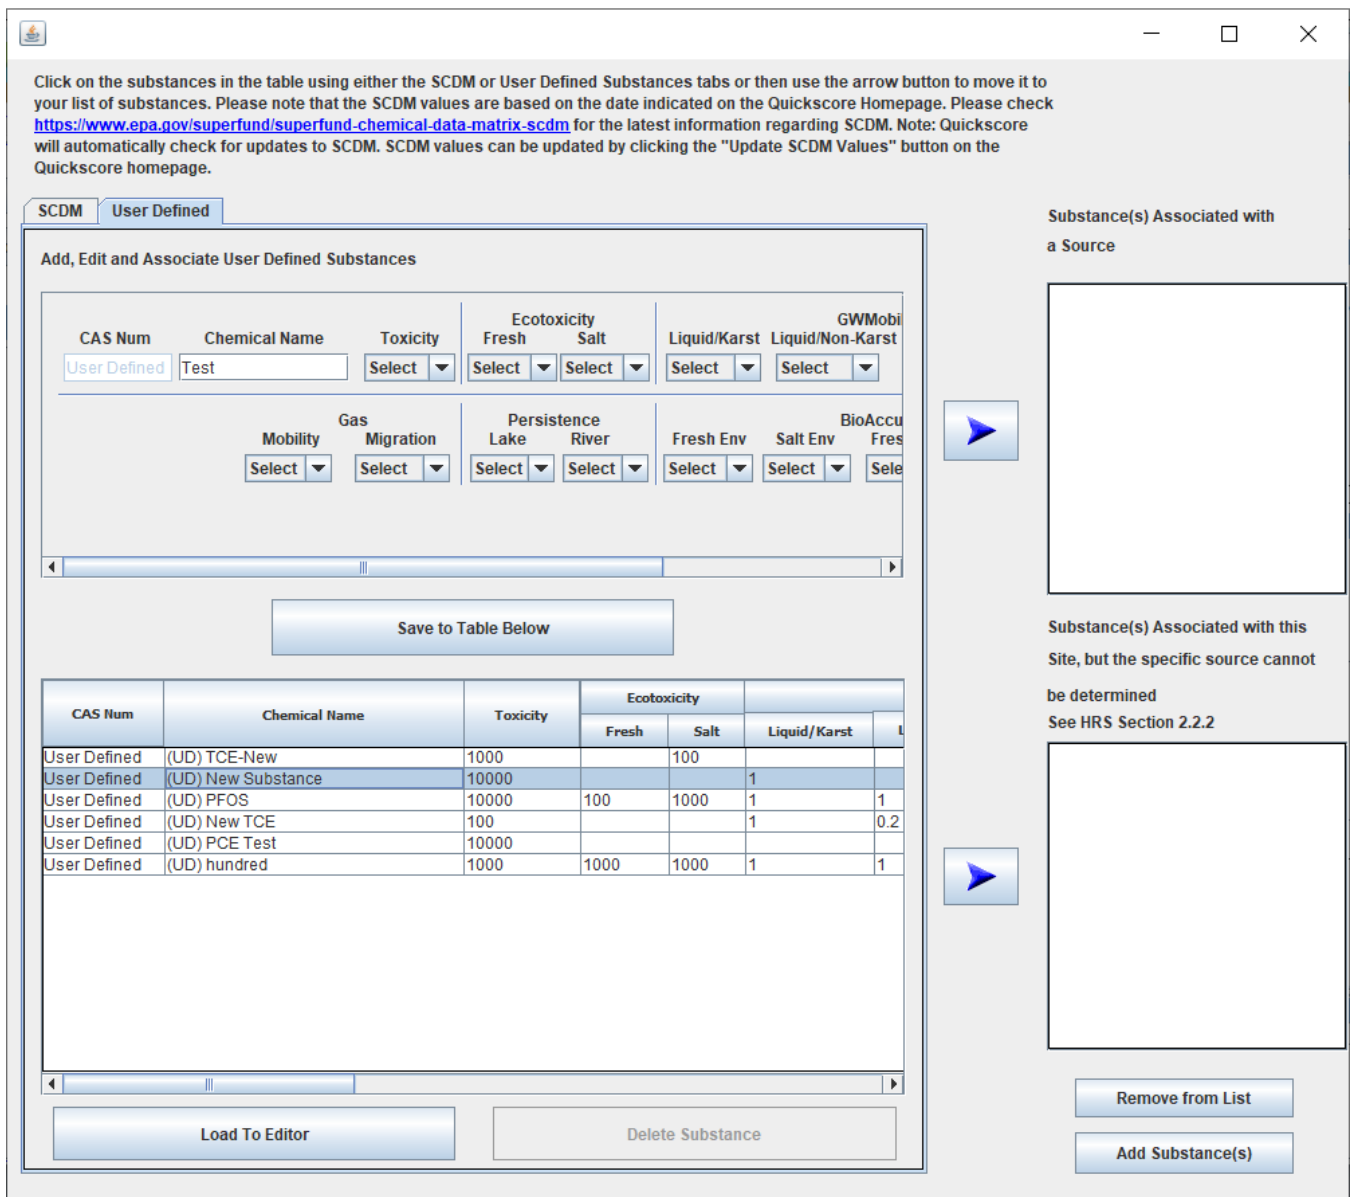 Click on the substances in the table using either the SCDM or User Defined Substances tabs or then use the arrow button to move it to
your list of substances. Please note that the SCDM values are based on the date indicated on the Quickscore Homepage. Please check
https://www.epa.gov/superfund/superfund-chemical-data-matrix-scdm for the latest information regarding SCDM. Note: Quickscore
will automatically check for updates to SCDM. SCDM values can be updated by clicking the "Update SCDM Values" button on the
Quickscore homepage.
SCDM User Defined
Add, Edit and Associate User Defined Substances
Ecotoxicity GWMobi
CAS Num Chemical Name Toxicity Fresh Salt Liquid/Karst Liquid/Non-Karst
User Defined Test Select Select Select Select Select
Gas Persistence BioAccu
Mobility Migration Lake River Fresh Env Salt Env Fres
Select Select Select Select Select Select Sele
Save to Table Below
CAS Num Chemical Name Toxicity Ecotoxicity
Fresh Salt Liquid/Karst L
User Defined (UD) TCE-New 1000 100
User Defined (UD) New Substance 10000 1
User Defined (UD) PFOS 10000 100 1000 1 1
User Defined (UD) New TCE 100 1 0.2
User Defined (UD) PCE Test 10000
User Defined (UD) hundred 1000 1000 1000 1 1
Load To Editor Delete Substance
Substance(s) Associated with
a Source
Substance(s) Associated with this
Site, but the specific source cannot
be determined
See HRS Section 2.2.2
Remove from List
Add Substance(s)